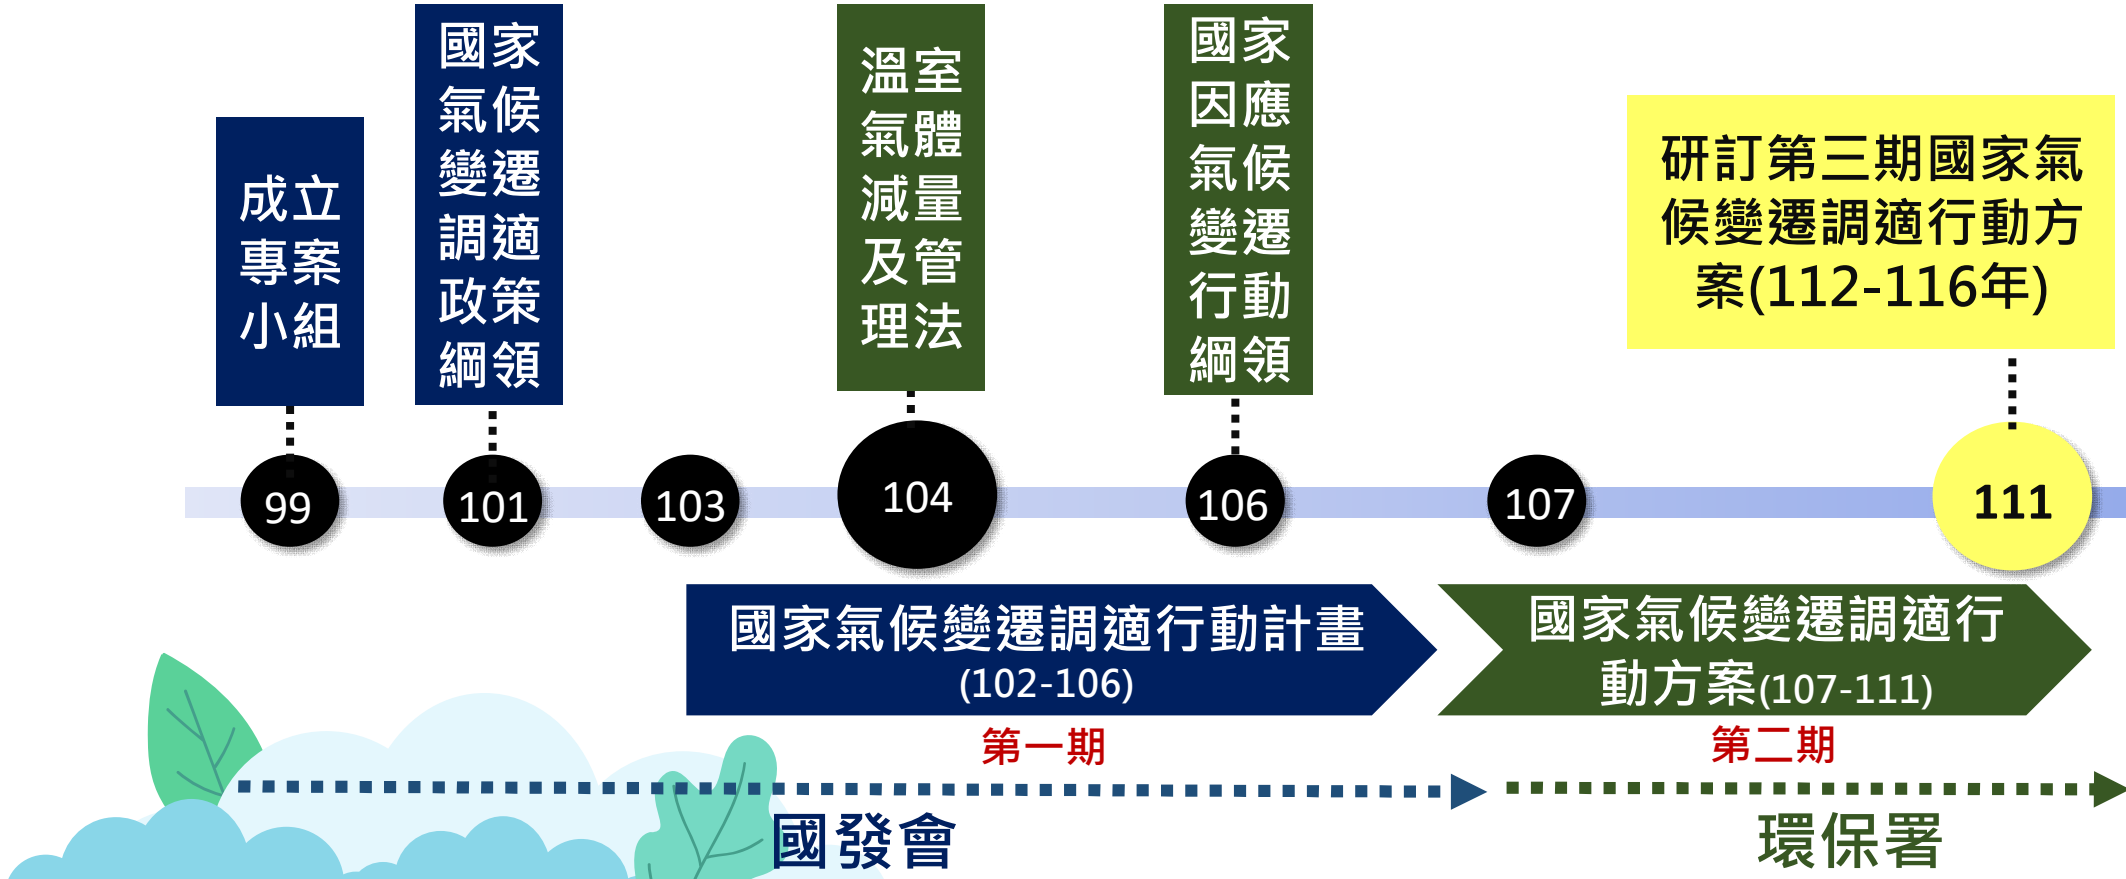 成立
專案
小組
國家
氣候
變遷
調適
政策
綱領
溫室
氣體
減量
及管
理法
國家
因應
氣候
變遷
行動
綱領
研訂第三期國家氣
候變遷調適行動方
案(112-116年)
99
101
103
104
106
107
111
國家氣候變遷調適行動計畫
(102-106)
國家氣候變遷調適行
動方案(107-111)
第一期
第二期
國發會
環保署